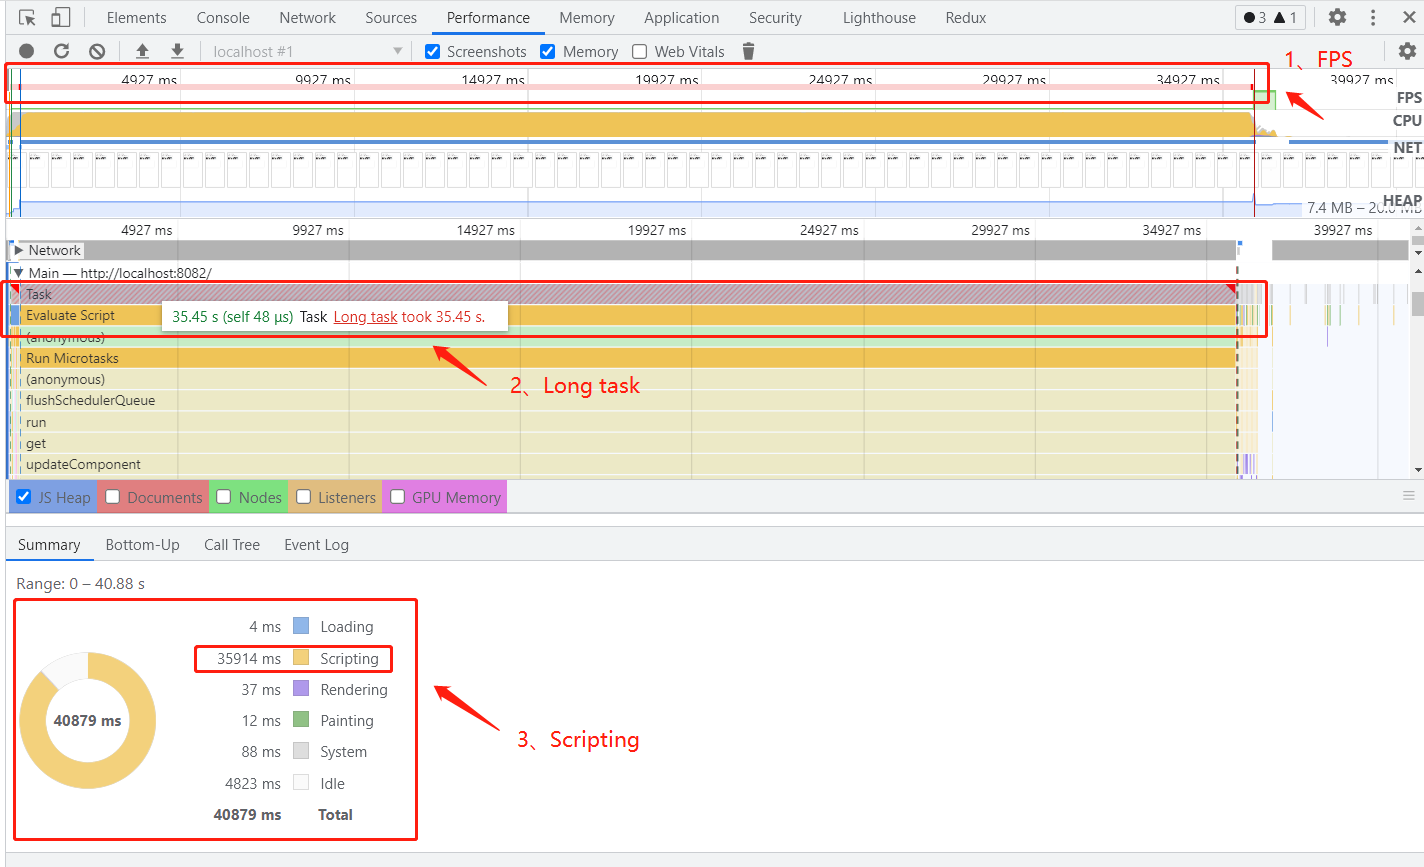 Elements Console Network Sources Performance Memory Application Security Lighthouse Redux 3 1
localhost #1 Screenshots Memory Web Vitals
1、FPS
4927 ms 9927 ms 14927 ms 19927 ms 24927 ms 29927 ms 34927 ms 39927 ms
FPS
CPU
NET
HEAP
7.4 MB – 20.6 MB
4927 ms 9927 ms 14927 ms 19927 ms 24927 ms 29927 ms 34927 ms 39927 ms
Network
Main — http://localhost:8082/
Task
Evaluate Script
35.45 s (self 48 µs) Task Long task took 35.45 s.
(anonymous)
Run Microtasks
(anonymous)
2、Long task
flushSchedulerQueue
run
get
updateComponent
JS Heap Documents Nodes Listeners GPU Memory
Summary Bottom-Up Call Tree Event Log
Range: 0 – 40.88 s
4 ms Loading
35914 ms Scripting
37 ms Rendering
40879 ms
12 ms Painting
3、Scripting
88 ms System
4823 ms Idle
40879 ms Total